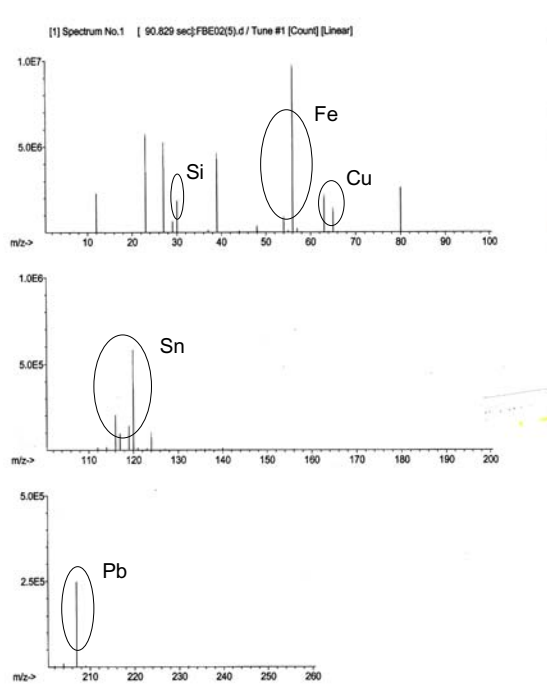 [1] Spectrum No.1 [ 90.829 sec]:FBE02(5).d / Tune #1 [Count] [Linear]
1.0E7
Fe
5.0E6
Si
Cu
m/z-> 10 20 30 40 50 60 70 80 90 100
1.0E6
Sn
5.0E5
m/z-> 110 120 130 140 150 160 170 180 190 200
5.0E5
Pb
2.5E5
m/z-> 210 220 230 240 250 260